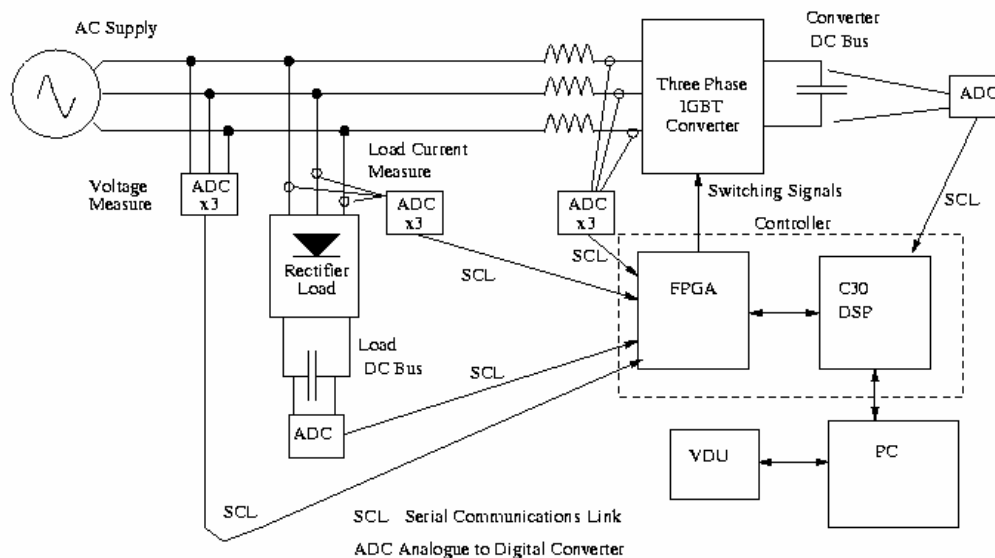 AC Supply
Converter
DC Bus
Three Phase
IGBT
Converter
ADC
Load Current
Measure
Voltage
Measure
ADC
x3
ADC
x3
ADC
x3
Switching Signals
SCL
Controller
SCL
SCL
Rectifier
Load
FPGA
C30
DSP
Load
DC Bus
SCL
ADC
VDU
PC
SCL
SCL Serial Communications Link
ADC Analogue to Digital Converter